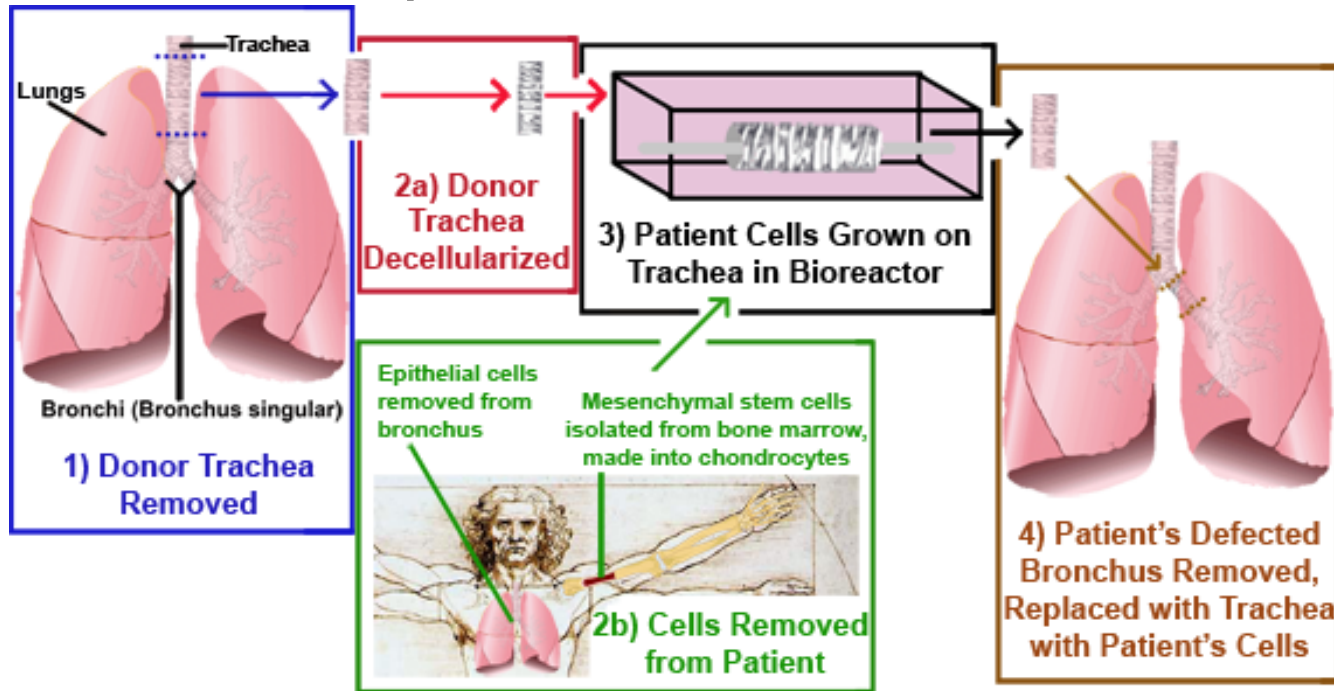 Trachea
Lungs
Bronchi (Bronchus singular)
1) Donor Trachea
Removed
2a) Donor
Trachea
Decellularized
Epithelial cells
removed from
bronchus
Mesenchymal stem cells
isolated from bone marrow,
made into chondrocytes
2b) Cells Removed
from Patient
3) Patient Cells Grown on
Trachea in Bioreactor
4) Patient's Defected
Bronchus Removed,
Replaced with Trachea
with Patient's Cells